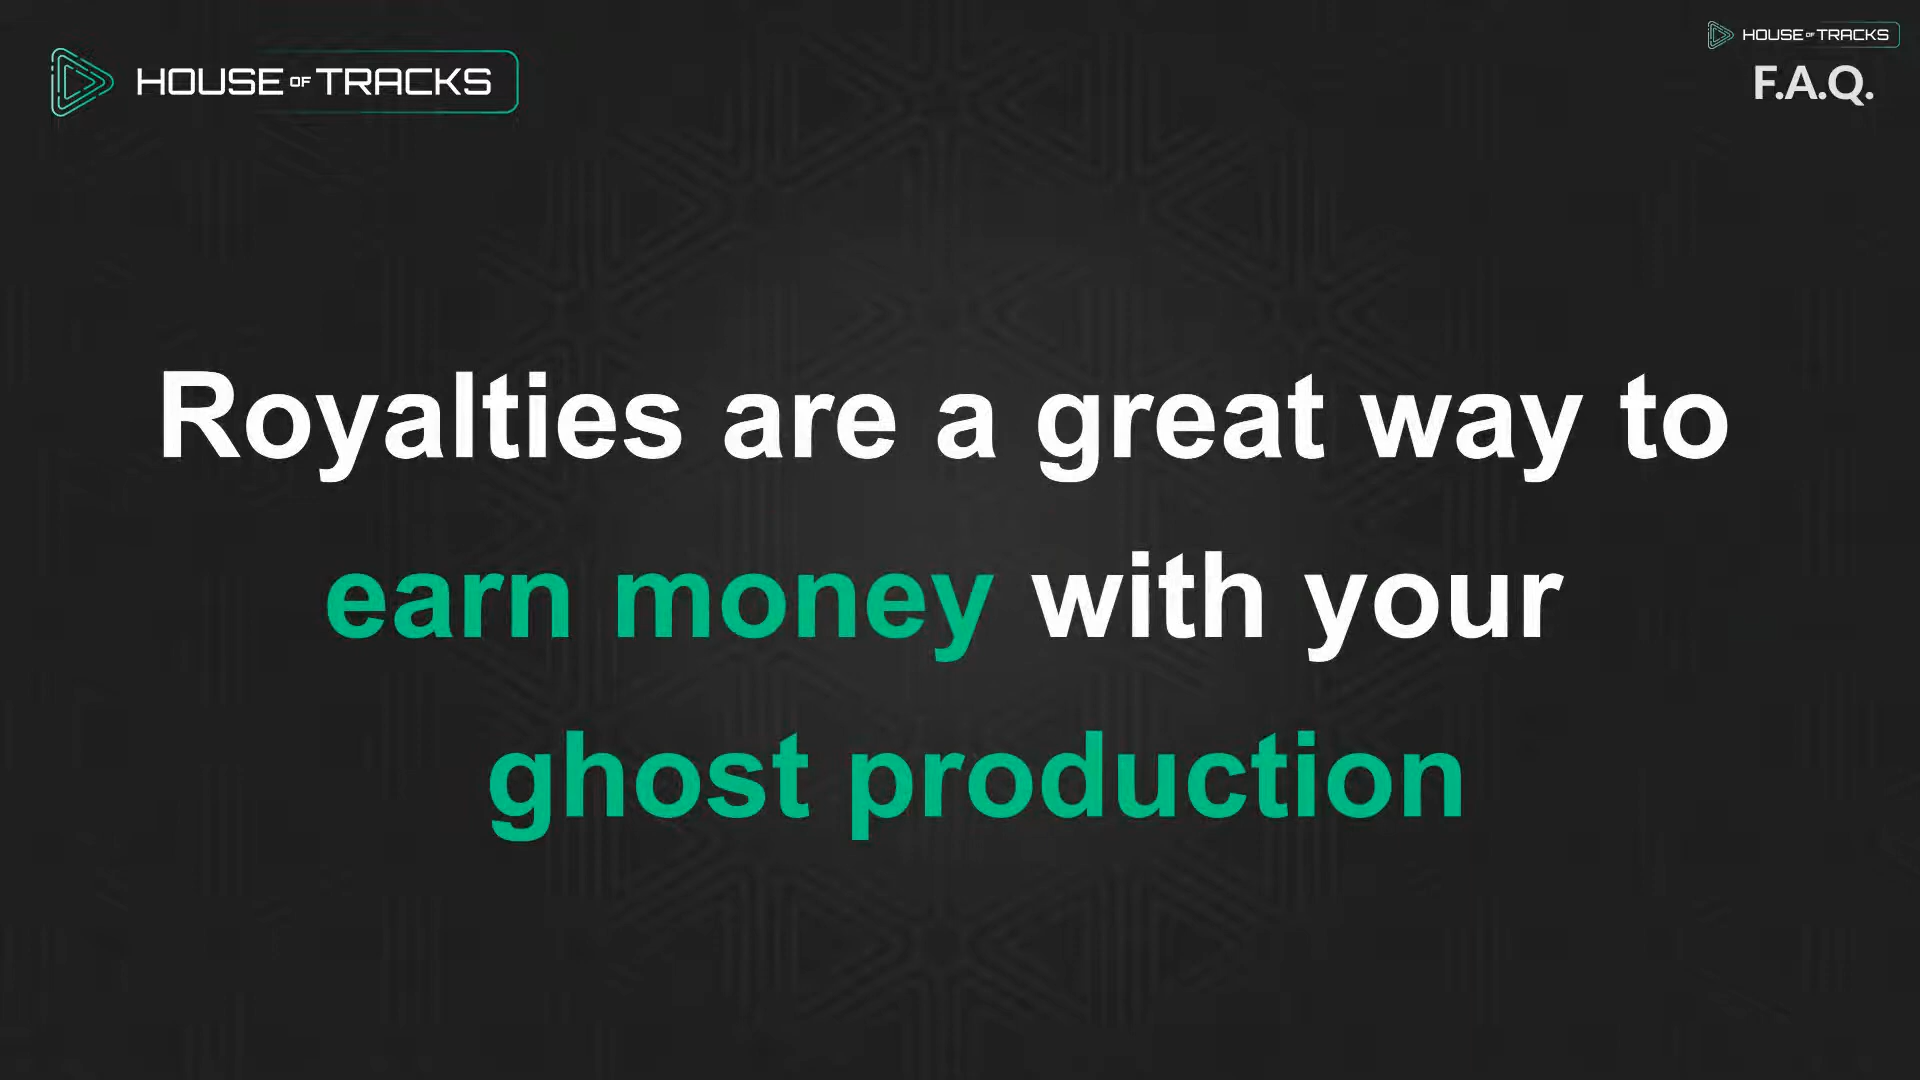 HOUSE OF TRACKS
HOUSE OF TRACKS
F.A.Q.
Royalties are a great way to
earn money with your
ghost production